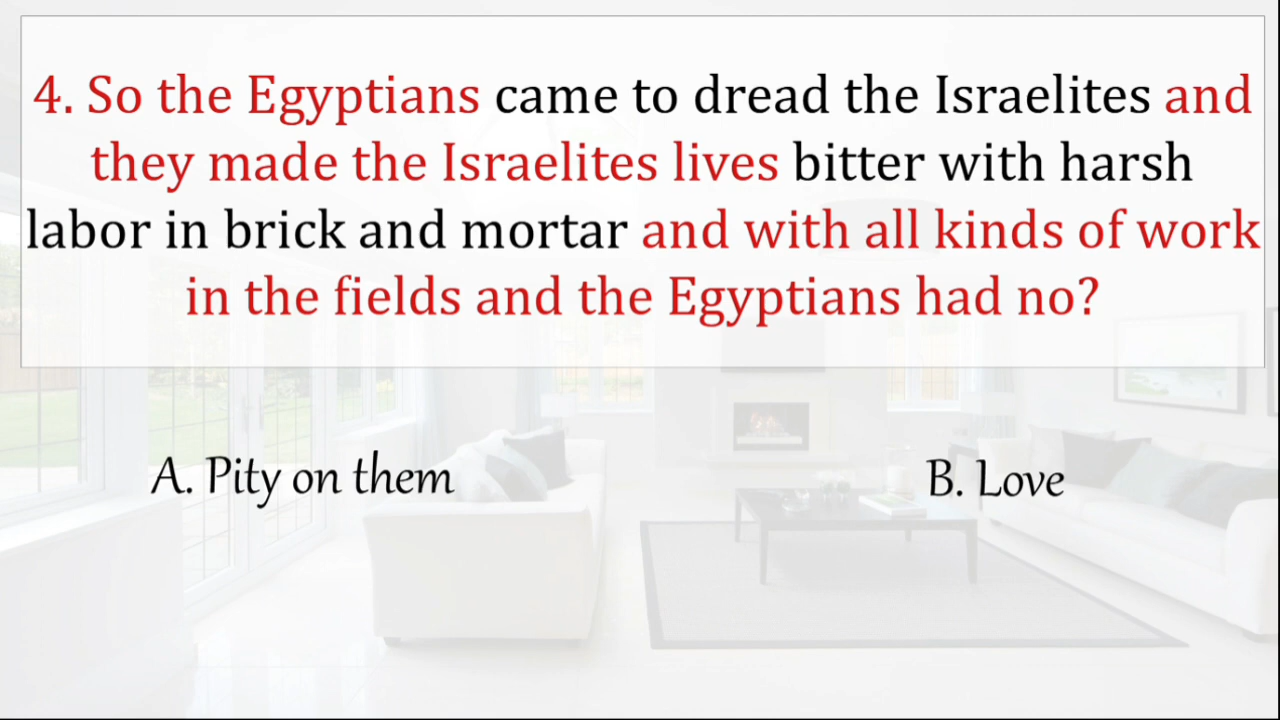 4. So the Egyptians came to dread the Israelites and
they made the Israelites lives bitter with harsh
labor in brick and mortar and with all kinds of work
in the fields and the Egyptians had no?
A. Pity on them
B. Love